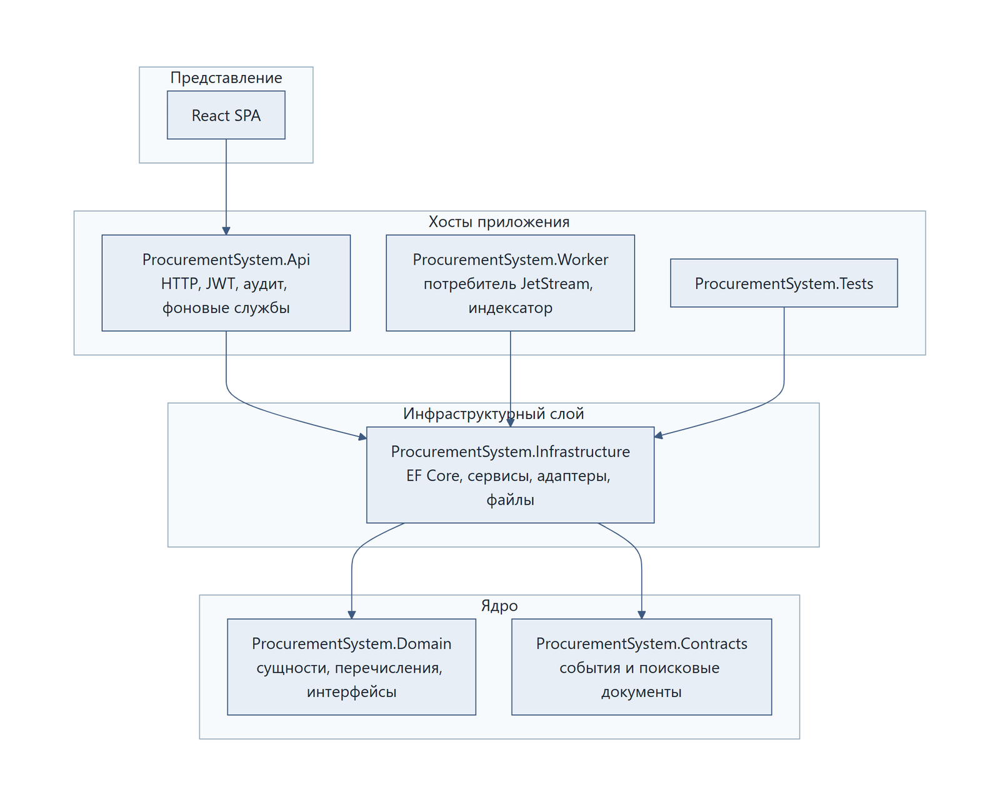 Представление
React SPA
Хосты приложения
ProcurementSystem.Api
HTTP, JWT, аудит,
фоновые службы
ProcurementSystem.Worker
потребитель JetStream,
индексатор
ProcurementSystem.Tests
Инфраструктурный слой
ProcurementSystem.Infrastructure
EF Core, сервисы, адаптеры,
файлы
Ядро
ProcurementSystem.Domain
сущности, перечисления,
интерфейсы
ProcurementSystem.Contracts
события и поисковые
документы